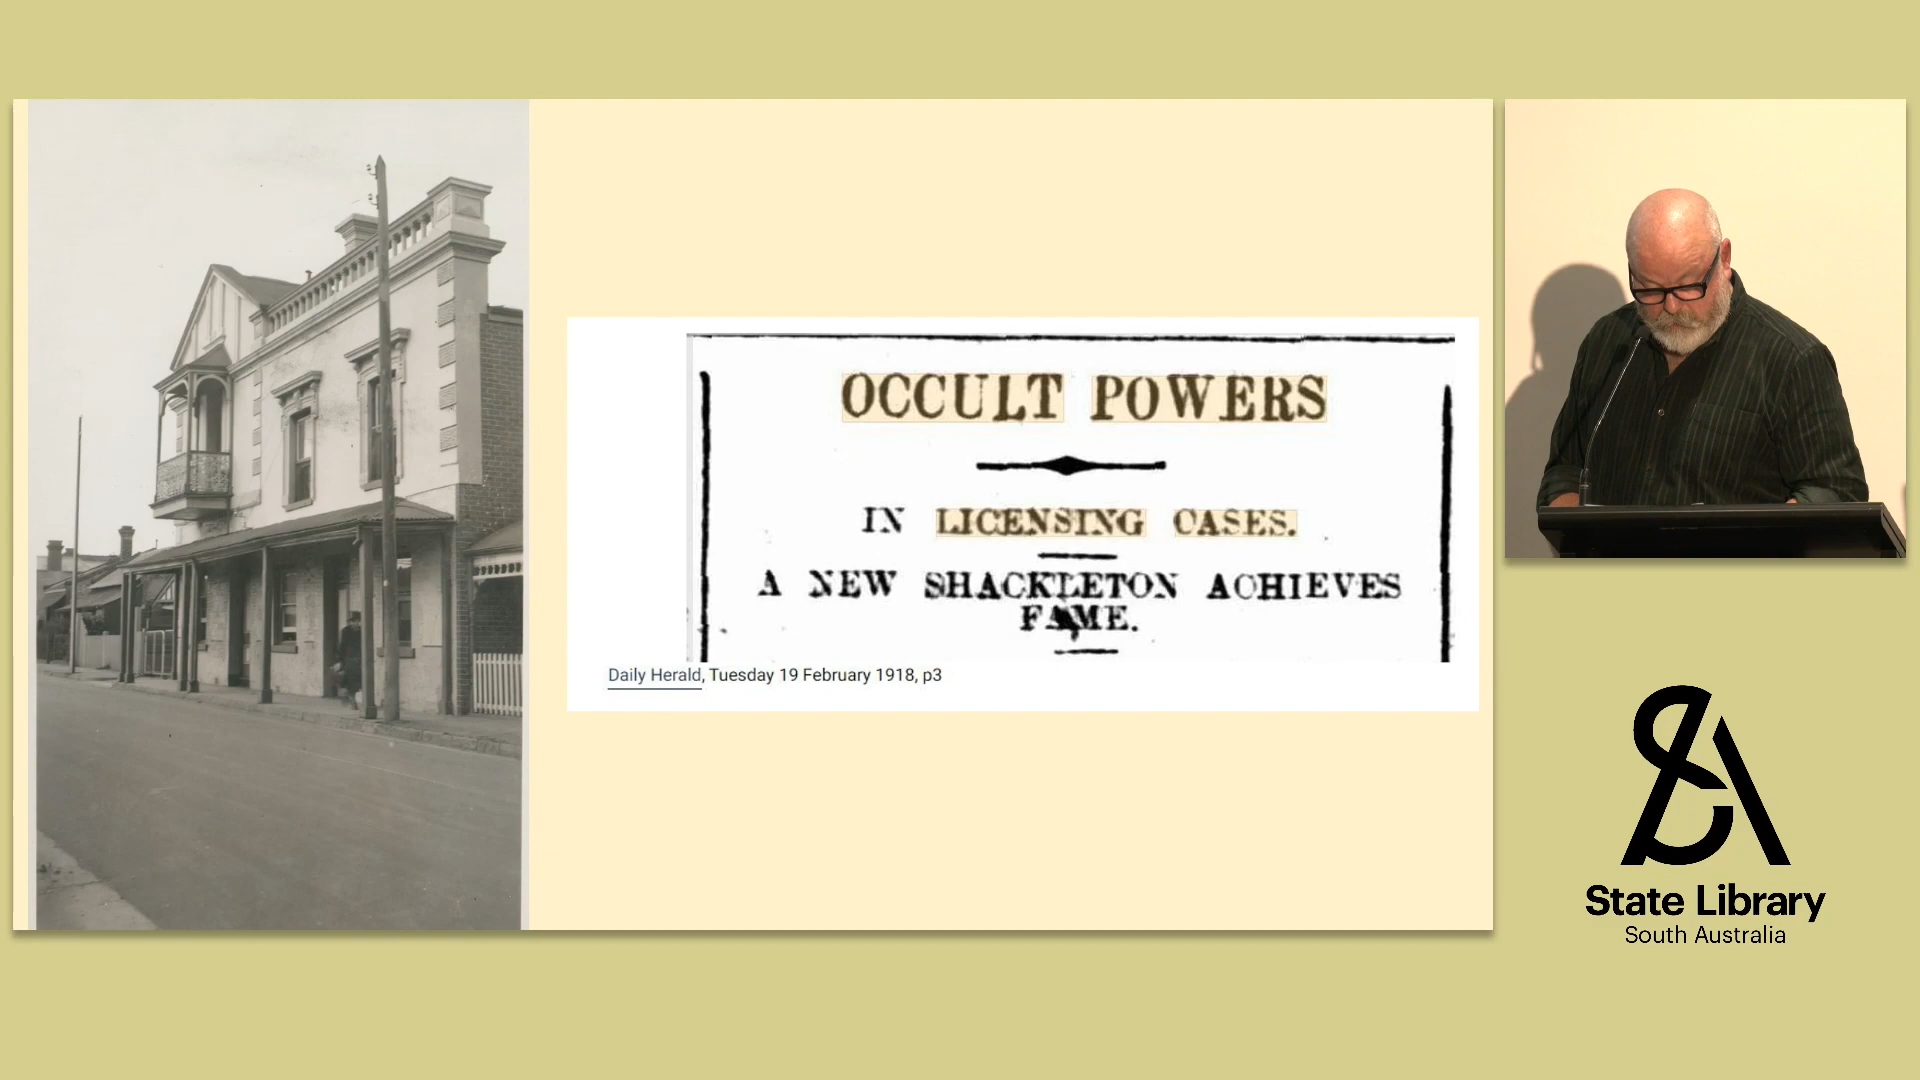 OCCULT POWERS
IN LICENSING CASES.
A NEW SHACKLETON ACHIEVES
FAME.
Daily Herald, Tuesday 19 February 1918, p3
State Library
South Australia